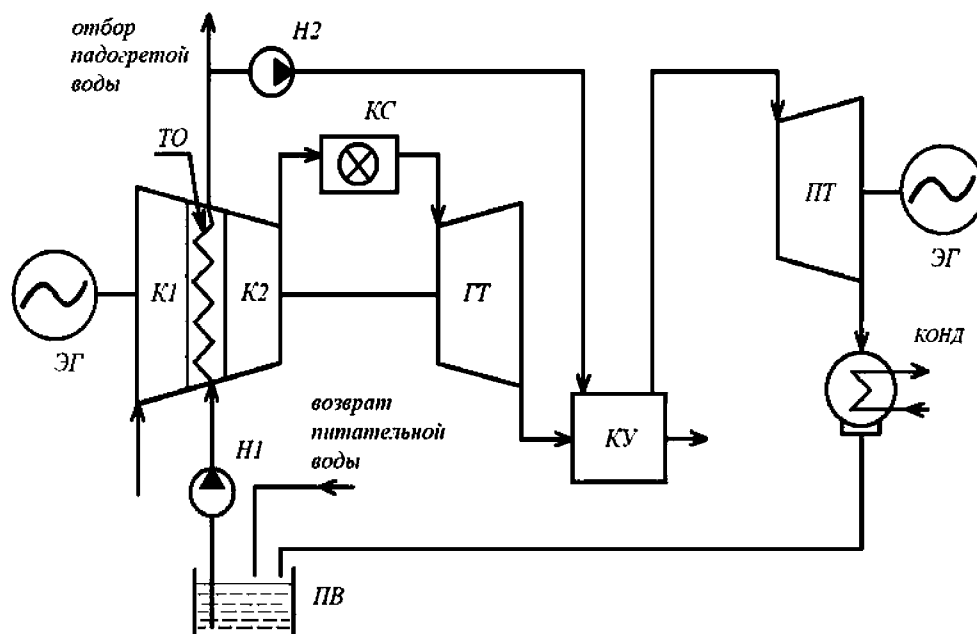 отбор
падогретой
воды
Н2
КС
ТО
ПТ
К1
К2
ГТ
ЭГ
ЭГ
КОНД
возврат
питательной
воды
КУ
Н1
ПВ